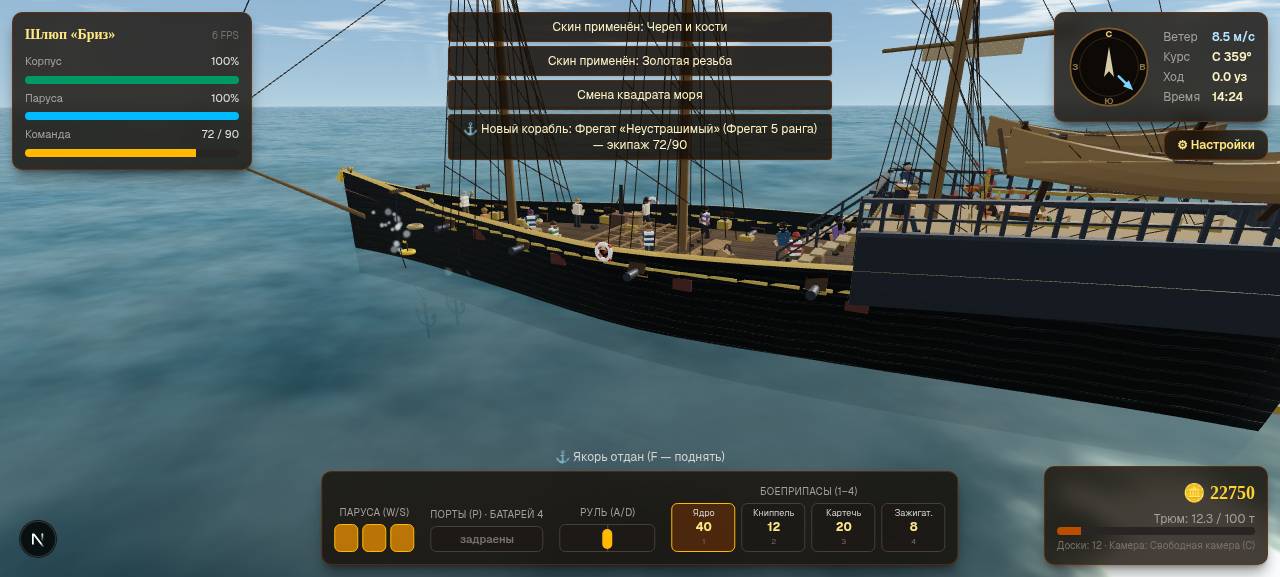 Шлюп «Бриз» 6 FPS
Корпус 100%
Паруса 100%
Команда 72 / 90
Скин применён: Череп и кости
Скин применён: Золотая резьба
Смена квадрата моря
⚓ Новый корабль: Фрегат «Неустрашимый» (Фрегат 5 ранга)
— экипаж 72/90
С
З
В
Ю
Ветер 8.5 м/с
Курс С 359°
Ход 0.0 уз
Время 14:24
⚙ Настройки
⚓ Якорь отдан (F — поднять)
ПАРУСА (W/S)
ПОРТЫ (P) · БАТАРЕЙ 4
задраены
РУЛЬ (A/D)
БОЕПРИПАСЫ (1–4)
Ядро
40
1
Книппель
12
2
Картечь
20
3
Зажигат.
8
4
🪙 22750
Трюм: 12.3 / 100 т
Доски: 12 · Камера: Свободная камера (C)
N